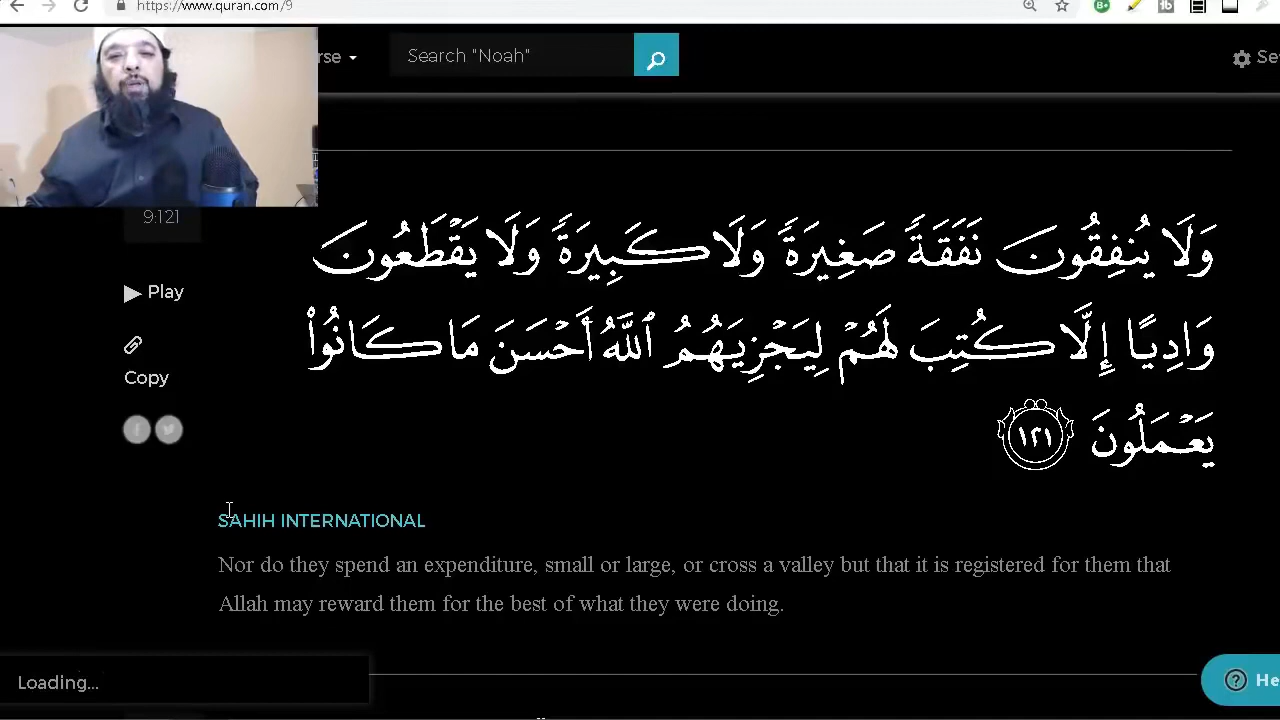 https://www.quran.com/9
rse
Search "Noah"
Se
9:121
Play
Copy
وَلَا يُنفِقُونَ نَفَقَةً صَغِيرَةً وَلَا كَبِيرَةً وَلَا يَقْطَعُونَ
وَادِيًا إِلَّا كُتِبَ لَهُمْ لِيَجْزِيَهُمُ ٱللَّهُ أَحْسَنَ مَا كَانُوا۟
يَعْمَلُونَ ١٢١
SAHIH INTERNATIONAL
Nor do they spend an expenditure, small or large, or cross a valley but that it is registered for them that
Allah may reward them for the best of what they were doing.
Loading...
He